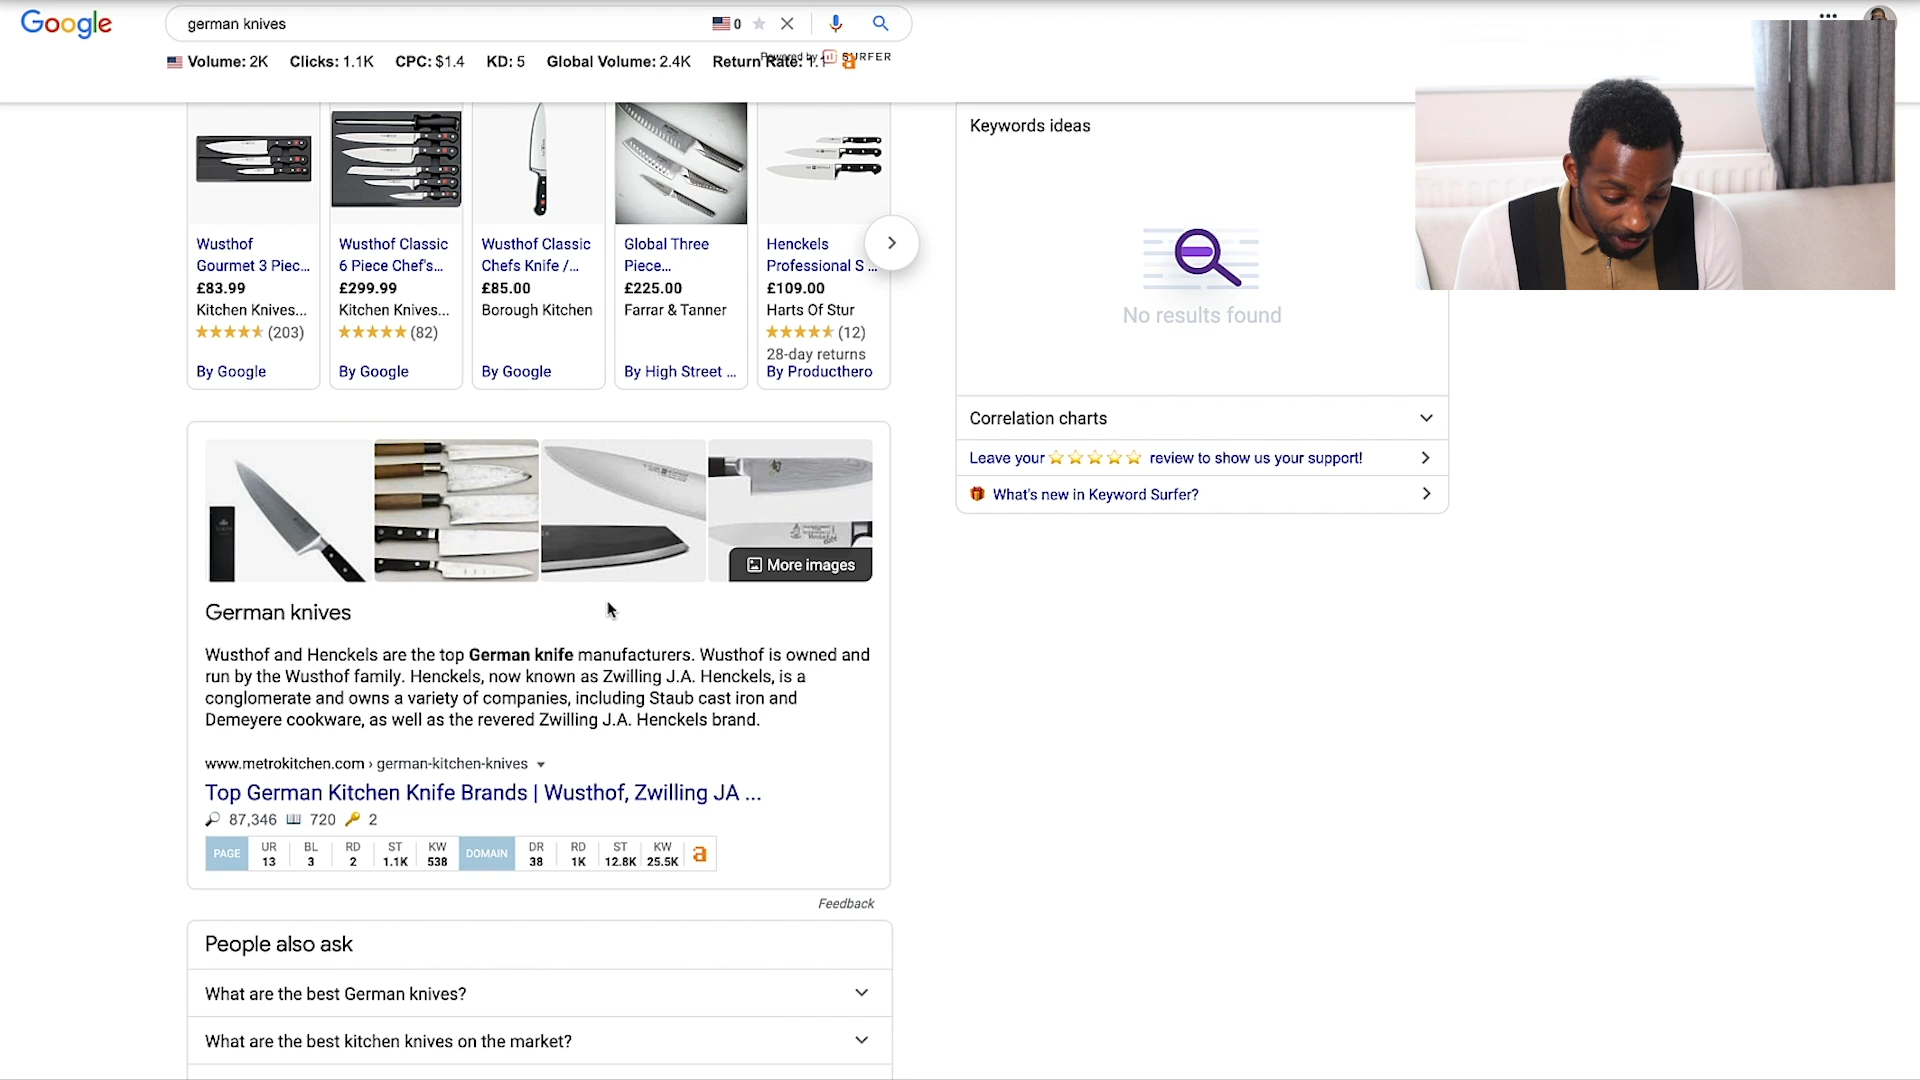 Google
german knives
0
Volume: 2K Clicks: 1.1K CPC: $1.4 KD: 5 Global Volume: 2.4K Return Rate: 1.1
Powered by SURFER
Wusthof
Gourmet 3 Piec...
£83.99
Kitchen Knives...
(203)
By Google
Wusthof Classic
6 Piece Chef's...
£299.99
Kitchen Knives...
(82)
By Google
Wusthof Classic
Chefs Knife /...
£85.00
Borough Kitchen
By Google
Global Three
Piece...
£225.00
Farrar & Tanner
By High Street ...
Henckels
Professional S ...
£109.00
Harts Of Stur
(12)
28-day returns
By Producthero
Keywords ideas
No results found
Correlation charts
Leave your ⭐⭐⭐⭐⭐ review to show us your support!
What's new in Keyword Surfer?
More images
German knives
Wusthof and Henckels are the top German knife manufacturers. Wusthof is owned and
run by the Wusthof family. Henckels, now known as Zwilling J.A. Henckels, is a
conglomerate and owns a variety of companies, including Staub cast iron and
Demeyere cookware, as well as the revered Zwilling J.A. Henckels brand.
www.metrokitchen.com › german-kitchen-knives
Top German Kitchen Knife Brands | Wusthof, Zwilling JA ...
87,346 720 2
PAGE UR BL RD ST KW DOMAIN DR RD ST KW a
13 3 2 1.1K 538 38 1K 12.8K 25.5K
Feedback
People also ask
What are the best German knives?
What are the best kitchen knives on the market?